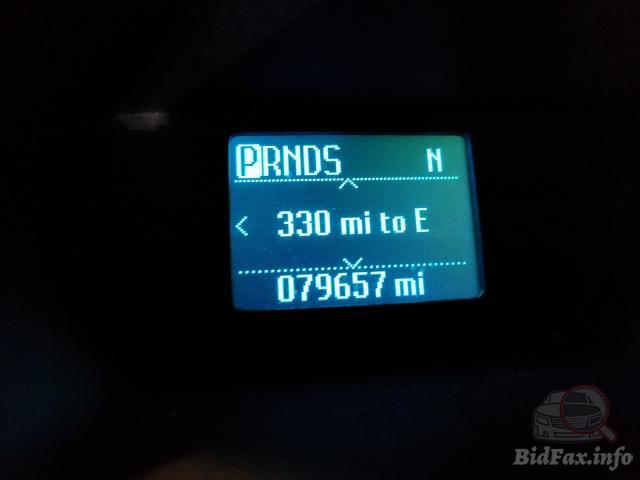 PRNDS N
< 330 mi to E
079657 mi
BidFax.info